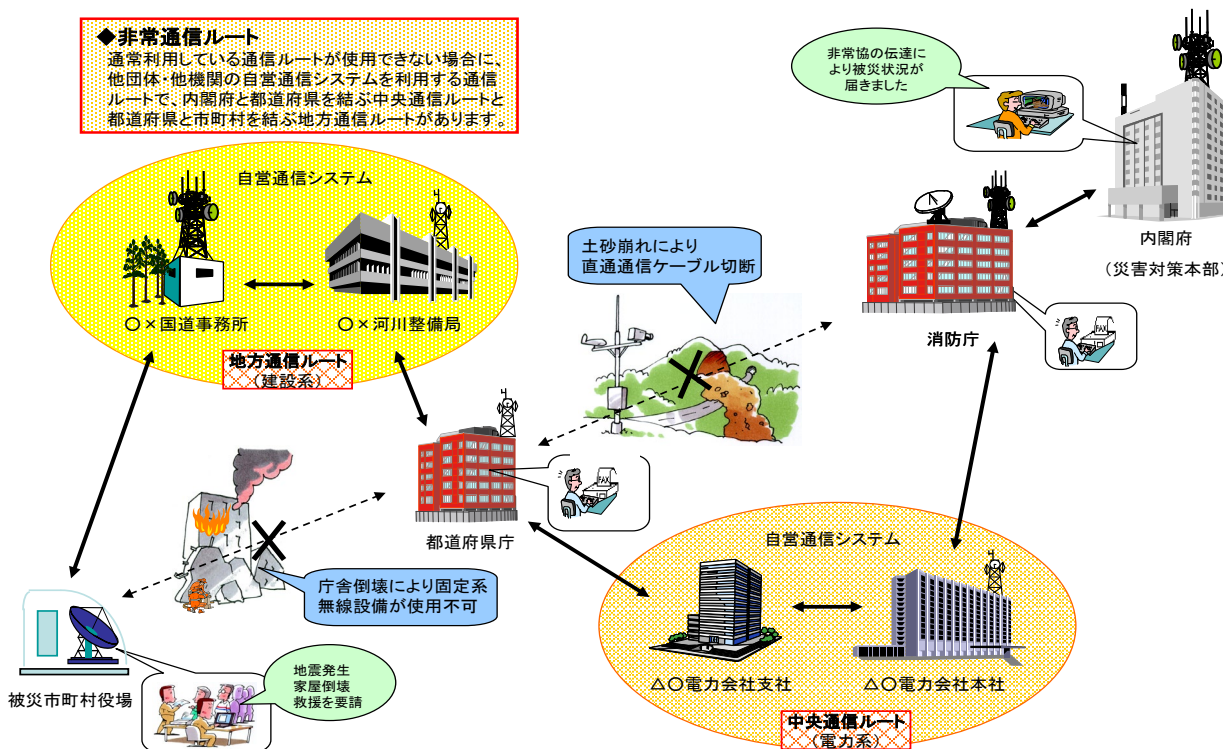 ◆非常通信ルート
通常利用している通信ルートが使用できない場合に、
他団体・他機関の自営通信システムを利用する通信
ルートで、内閣府と都道府県を結ぶ中央通信ルートと
都道府県と市町村を結ぶ地方通信ルートがあります。
非常協の伝達に
より被災状況が
届きました
内閣府
(災害対策本部)
自営通信システム
〇×国道事務所
〇×河川整備局
地方通信ルート
(建設系)
土砂崩れにより
直通通信ケーブル切断
消防庁
FAX
FAX
都道府県庁
庁舎倒壊により固定系
無線設備が使用不可
自営通信システム
△〇電力会社支社
△〇電力会社本社
中央通信ルート
(電力系)
被災市町村役場
地震発生
家屋倒壊
救援を要請